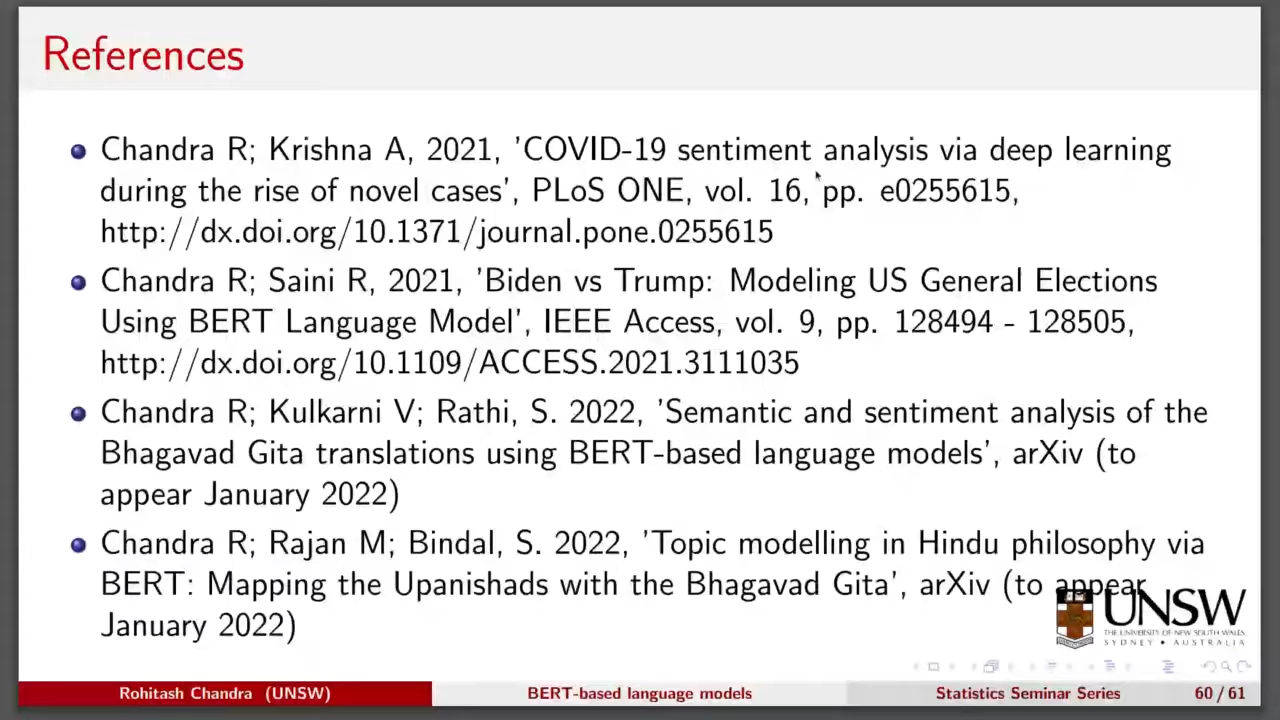 References
Chandra R; Krishna A, 2021, 'COVID-19 sentiment analysis via deep learning
during the rise of novel cases', PLoS ONE, vol. 16, pp. e0255615,
http://dx.doi.org/10.1371/journal.pone.0255615
Chandra R; Saini R, 2021, 'Biden vs Trump: Modeling US General Elections
Using BERT Language Model', IEEE Access, vol. 9, pp. 128494 - 128505,
http://dx.doi.org/10.1109/ACCESS.2021.3111035
Chandra R; Kulkarni V; Rathi, S. 2022, 'Semantic and sentiment analysis of the
Bhagavad Gita translations using BERT-based language models', arXiv (to
appear January 2022)
Chandra R; Rajan M; Bindal, S. 2022, 'Topic modelling in Hindu philosophy via
BERT: Mapping the Upanishads with the Bhagavad Gita', arXiv (to appear
January 2022)
UNSW
THE UNIVERSITY OF NEW SOUTH WALES
SYDNEY • AUSTRALIA
Rohitash Chandra (UNSW) BERT-based language models Statistics Seminar Series 60 / 61